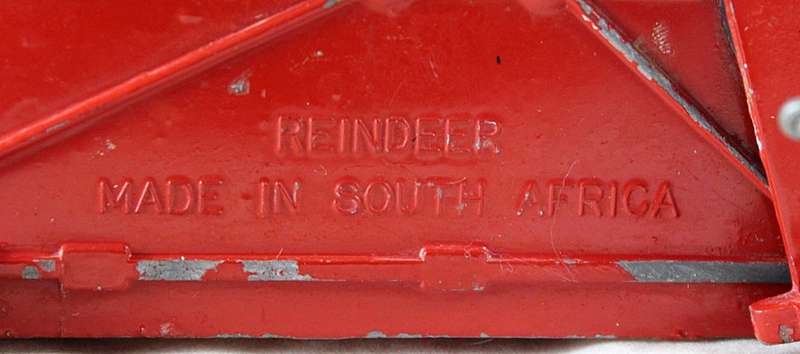 REINDEER
MADE IN SOUTH AFRICA